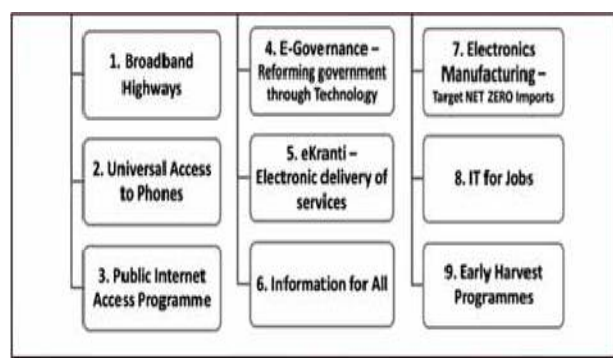 1. Broadband
Highways
2. Universal Access
to Phones
3. Public Internet
Access Programme
4. E-Governance –
Reforming government
through Technology
5. eKranti –
Electronic delivery of
services
6. Information for All
7. Electronics
Manufacturing –
Target NET ZERO Imports
8. IT for Jobs
9. Early Harvest
Programmes